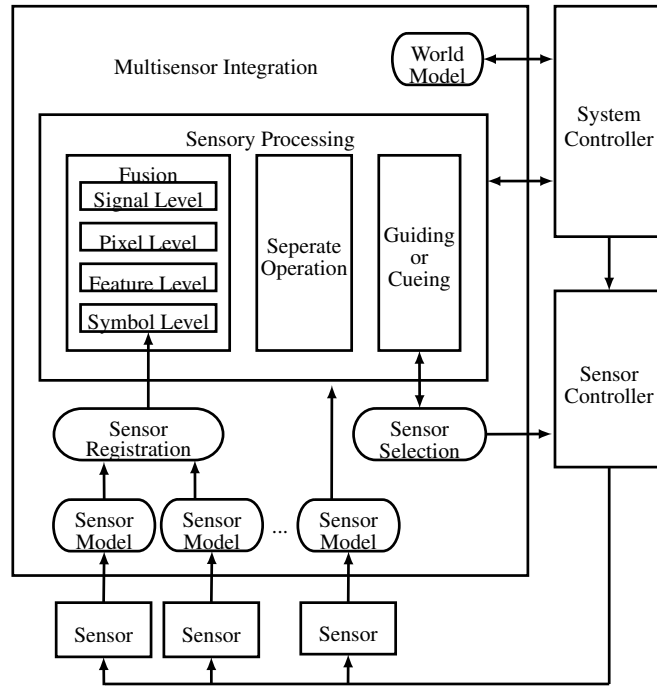 Multisensor Integration
World
Model
System
Controller
Sensory Processing
Fusion
Signal Level
Pixel Level
Feature Level
Symbol Level
Seperate
Operation
Guiding
or
Cueing
Sensor
Controller
Sensor
Registration
Sensor
Selection
Sensor
Model
Sensor
Model
...
Sensor
Model
Sensor
Sensor
Sensor